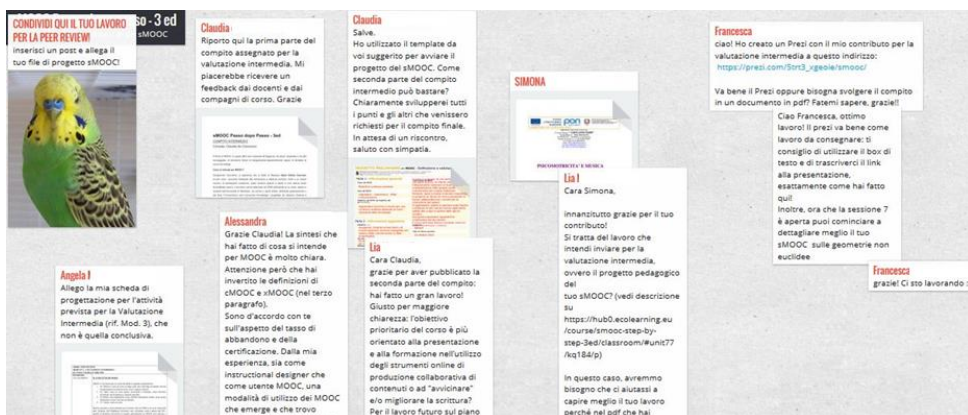 so - 3 ed
sMOOC
CONDIVIDI QUI IL TUO LAVORO
PER LA PEER REVIEW!
inserisci un post e allega il
tuo file di progetto sMOOC!
Claudia
Riporto qui la prima parte del
compito assegnato per la
valutazione intermedia. Mi
piacerebbe ricevere un
feedback dai docenti e dai
compagni di corso. Grazie
sMOOC Passo dopo Passo - 3ed
Claudia
Salve.
Ho utilizzato il template da
voi suggerito per avviare il
progetto del sMOOC. Come
seconda parte del compito
intermedio può bastare?
Chiaramente svilupperei tutti
i punti e gli altri che venissero
richiesti per il compito finale.
In attesa di un riscontro,
saluto con simpatia.
SIMONA
PSICOMOTRICITA' E MUSICA
Francesca
ciao! Ho creato un Prezi con il mio contributo per la
valutazione intermedia a questo indirizzo:
https://prezi.com/5trt3_xgeoie/smooc/
Va bene il Prezi oppure bisogna svolgere il compito
in un documento in pdf? Fatemi sapere, grazie!!
Ciao Francesca, ottimo
lavoro! Il prezi va bene come
lavoro da consegnare: ti
consiglio di utilizzare il box di
testo e di trascriverci il link
alla presentazione,
esattamente come hai fatto
qui!
Inoltre, ora che la sessione 7
è aperta puoi cominciare a
dettagliare meglio il tuo
sMOOC sulle geometrie non
euclidee
Francesca
grazie! Ci sto lavorando :
Angela
Allego la mia scheda di
progettazione per l'attività
prevista per la Valutazione
Intermedia (rif. Mod. 3), che
non è quella conclusiva.
Alessandra
Grazie Claudia! La sintesi che
hai fatto di cosa si intende
per MOOC è molto chiara.
Attenzione però che hai
invertito le definizioni di
cMOOC e xMOOC (nel terzo
paragrafo).
Sono d'accordo con te
sull'aspetto del tasso di
abbandono e della
certificazione. Dalla mia
esperienza, sia come
instructional designer che
come utente MOOC, una
modalità di utilizzo dei MOOC
che emerge e che trovo
Lia
Cara Claudia,
grazie per aver pubblicato la
seconda parte del compito:
hai fatto un gran lavoro!
Giusto per maggiore
chiarezza: l'obiettivo
prioritario del corso è più
orientato alla presentazione
e alla formazione nell'utilizzo
degli strumenti online di
produzione collaborativa di
contenuti o ad "avvicinare"
e/o migliorare la scrittura?
Per il lavoro futuro sul piano
Lia
Cara Simona,
innanzitutto grazie per il tuo
contributo!
Si tratta del lavoro che
intendi inviare per la
valutazione intermedia,
ovvero il progetto pedagogico
del
tuo sMOOC? (vedi descrizione
su
https://hub0.ecolearning.eu
/course/smooc-step-by-
step-3ed/classroom/#unit77
/kq184/p)
In questo caso, avremmo
bisogno che ci aiutassi a
capire meglio il tuo lavoro
perché nel pdf che hai